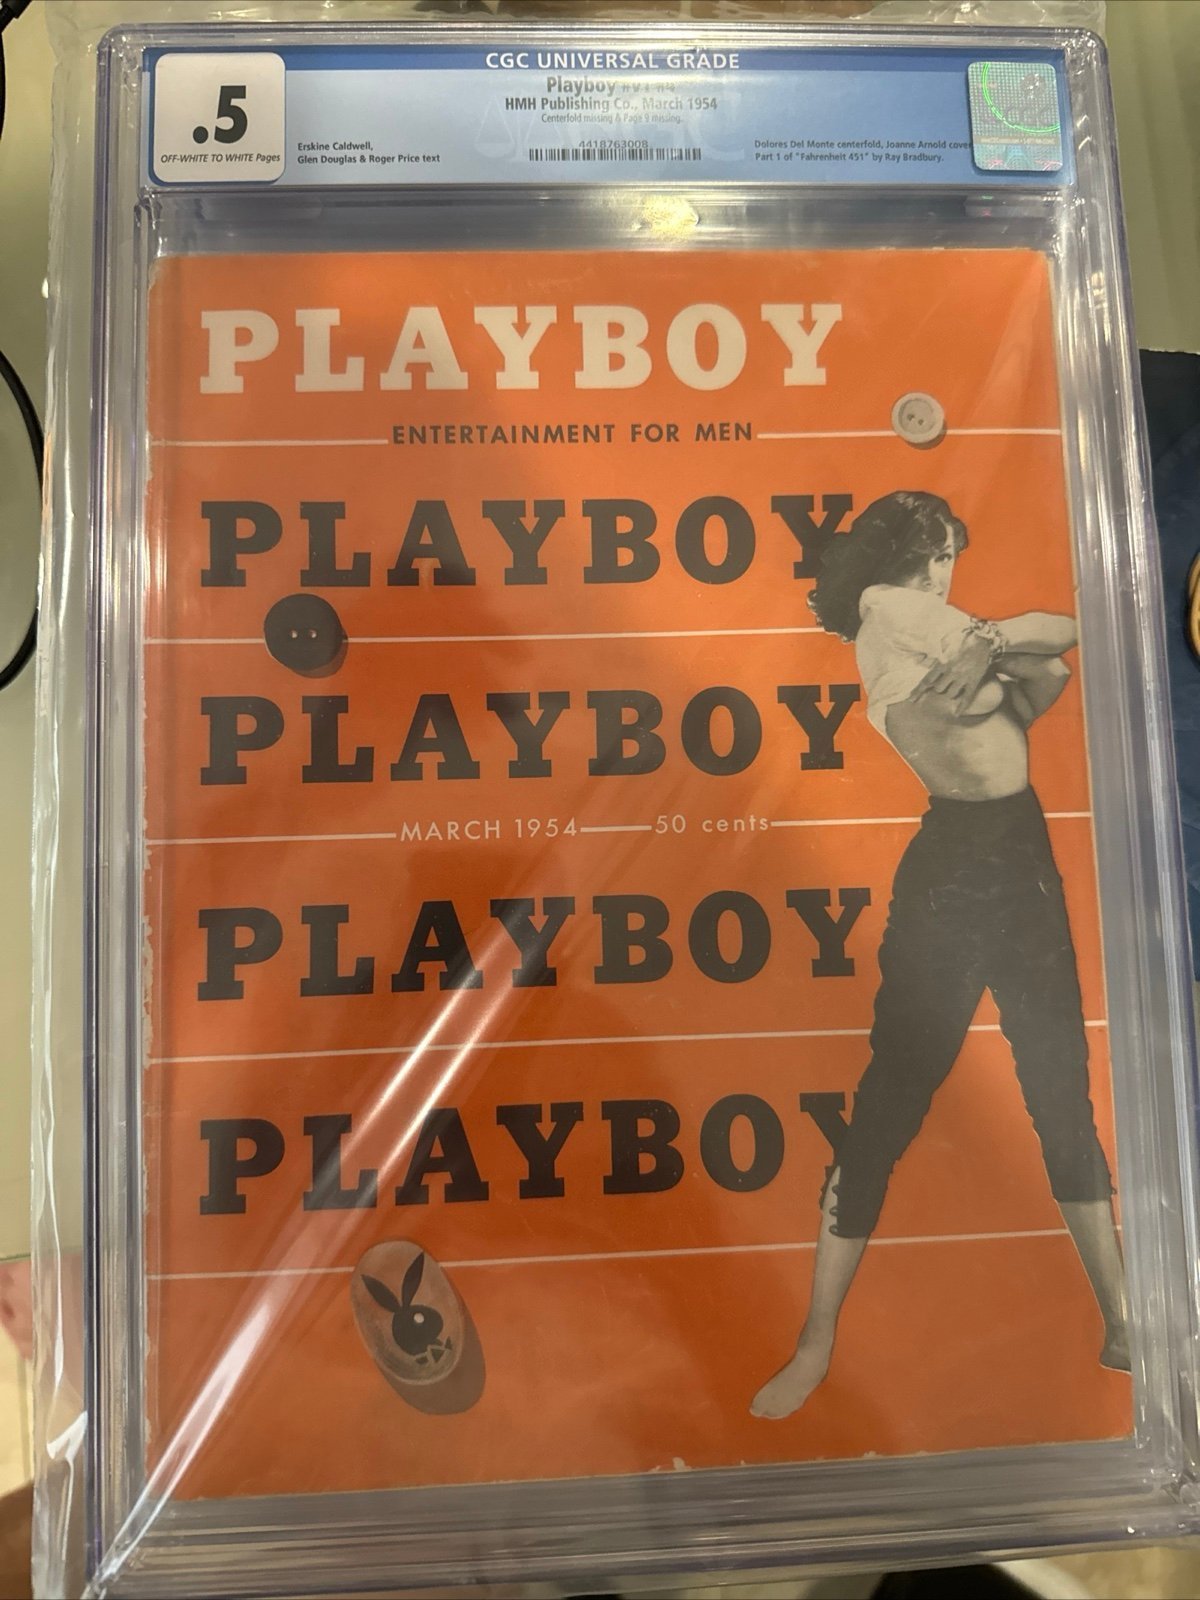 CGC UNIVERSAL GRADE
.5
OFF-WHITE TO WHITE Pages
Playboy #V1 #4
HMH Publishing Co., March 1954
Centerfold missing & Page 9 missing.
4418763008
Erskine Caldwell,
Glen Douglas & Roger Price text
Dolores Del Monte centerfold, Joanne Arnold cover
Part 1 of "Fahrenheit 451" by Ray Bradbury.
PLAYBOY
ENTERTAINMENT FOR MEN
PLAYBOY
PLAYBOY
MARCH 1954 50 cents
PLAYBOY
PLAYBOY